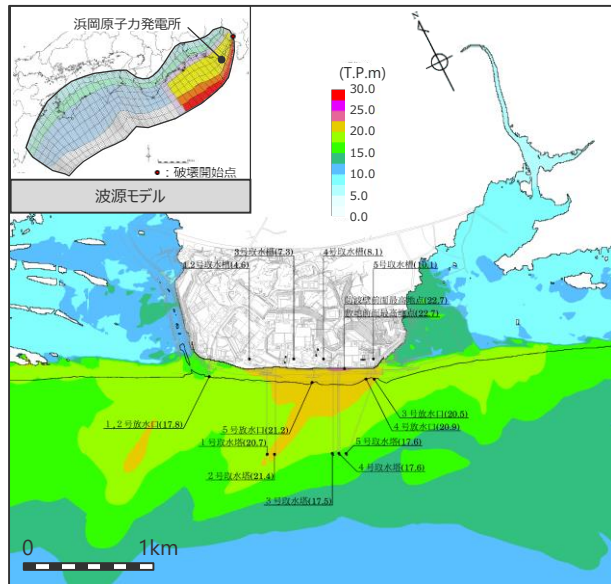 浜岡原子力発電所
● : 破壊開始点
波源モデル
(T.P.m)
30.0
25.0
20.0
15.0
10.0
5.0
0.0
3号取水槽(7.3)
4号取水槽(8.1)
1,2号取水槽(4.6)
5号取水槽(10.1)
防波壁前面最高地点(22.7)
敷地前面最高地点(22.7)
1,2号放水口(17.8)
5号放水口(21.2)
3号放水口(20.5)
4号放水口(20.9)
1号取水塔(20.7)
5号取水塔(17.6)
2号取水塔(21.4)
4号取水塔(17.6)
3号取水塔(17.5)
0 1km